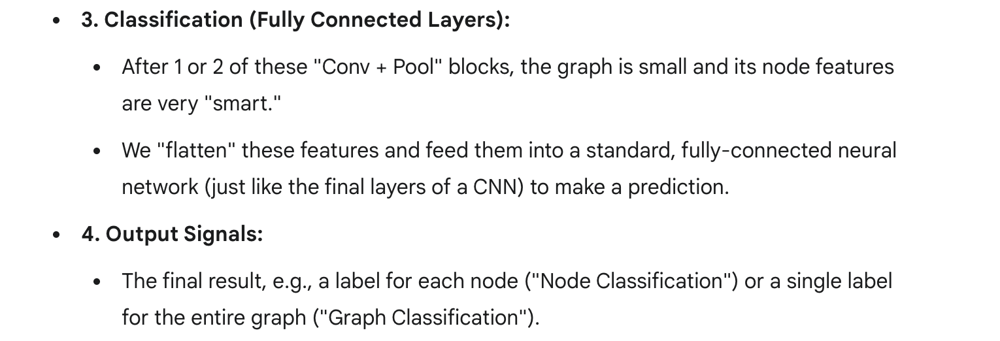 • 3. Classification (Fully Connected Layers):
• After 1 or 2 of these "Conv + Pool" blocks, the graph is small and its node features
are very "smart."
• We "flatten" these features and feed them into a standard, fully-connected neural
network (just like the final layers of a CNN) to make a prediction.
• 4. Output Signals:
• The final result, e.g., a label for each node ("Node Classification") or a single label
for the entire graph ("Graph Classification").